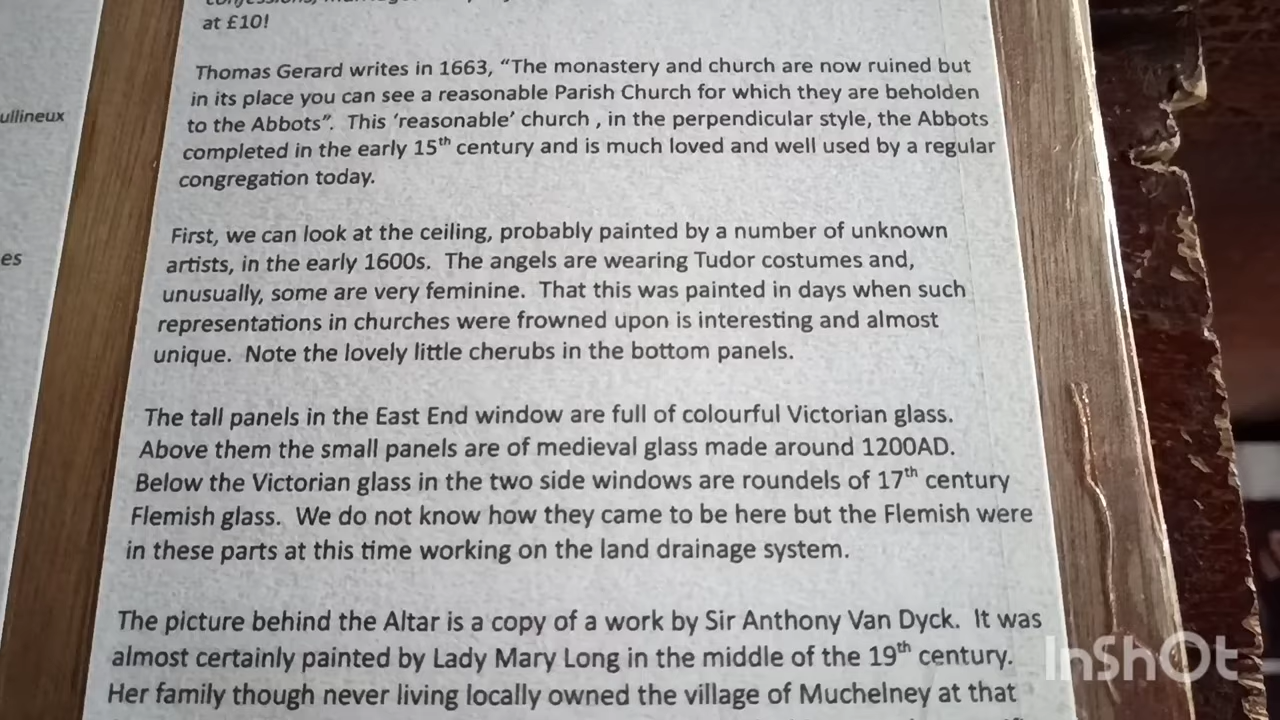 at £10!
Thomas Gerard writes in 1663, “The monastery and church are now ruined but
in its place you can see a reasonable Parish Church for which they are beholden
to the Abbots”. This ‘reasonable’ church , in the perpendicular style, the Abbots
completed in the early 15th century and is much loved and well used by a regular
congregation today.
First, we can look at the ceiling, probably painted by a number of unknown
artists, in the early 1600s. The angels are wearing Tudor costumes and,
unusually, some are very feminine. That this was painted in days when such
representations in churches were frowned upon is interesting and almost
unique. Note the lovely little cherubs in the bottom panels.
The tall panels in the East End window are full of colourful Victorian glass.
Above them the small panels are of medieval glass made around 1200AD.
Below the Victorian glass in the two side windows are roundels of 17th century
Flemish glass. We do not know how they came to be here but the Flemish were
in these parts at this time working on the land drainage system.
The picture behind the Altar is a copy of a work by Sir Anthony Van Dyck. It was
almost certainly painted by Lady Mary Long in the middle of the 19th century.
Her family though never living locally owned the village of Muchelney at that
ullineux
es
InShOt